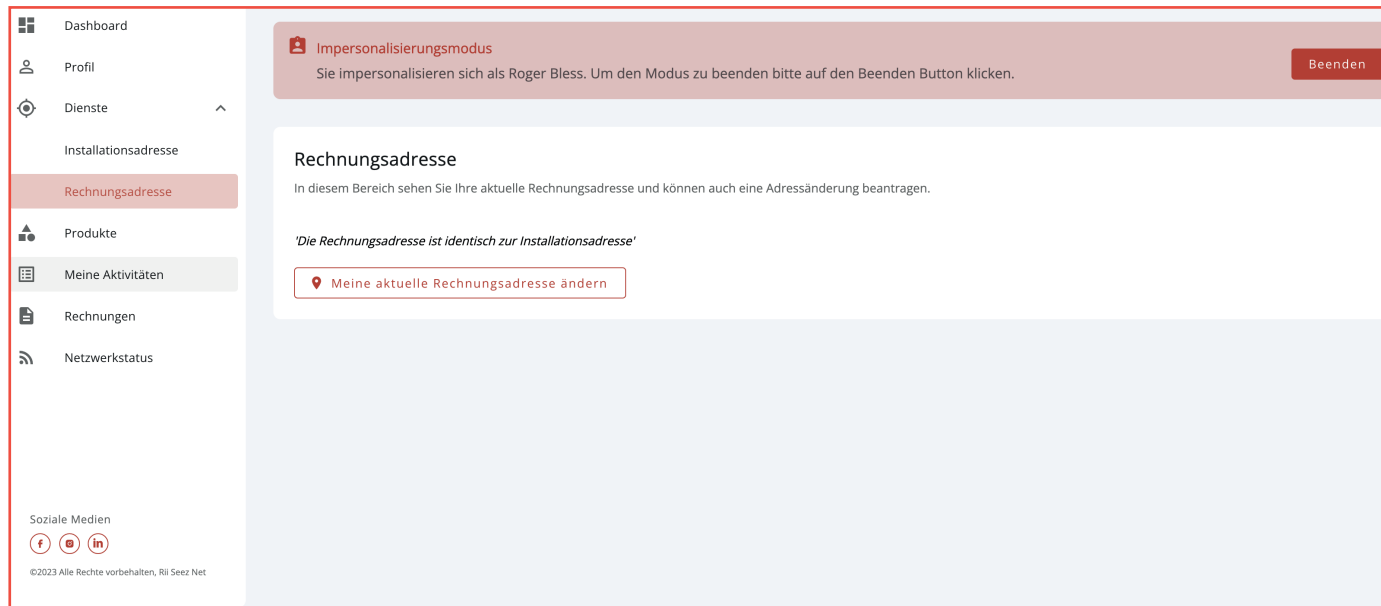 Dashboard
Profil
Dienste
Installationsadresse
Rechnungsadresse
Produkte
Meine Aktivitäten
Rechnungen
Netzwerkstatus
Soziale Medien
©2023 Alle Rechte vorbehalten, Rii Seez Net
Impersonalisierungsmodus
Sie impersonalisieren sich als Roger Bless. Um den Modus zu beenden bitte auf den Beenden Button klicken.
Beenden
Rechnungsadresse
In diesem Bereich sehen Sie Ihre aktuelle Rechnungsadresse und können auch eine Adressänderung beantragen.
'Die Rechnungsadresse ist identisch zur Installationsadresse'
Meine aktuelle Rechnungsadresse ändern